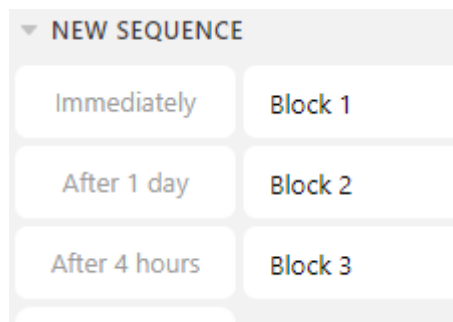 NEW SEQUENCE
Immediately Block 1
After 1 day Block 2
After 4 hours Block 3